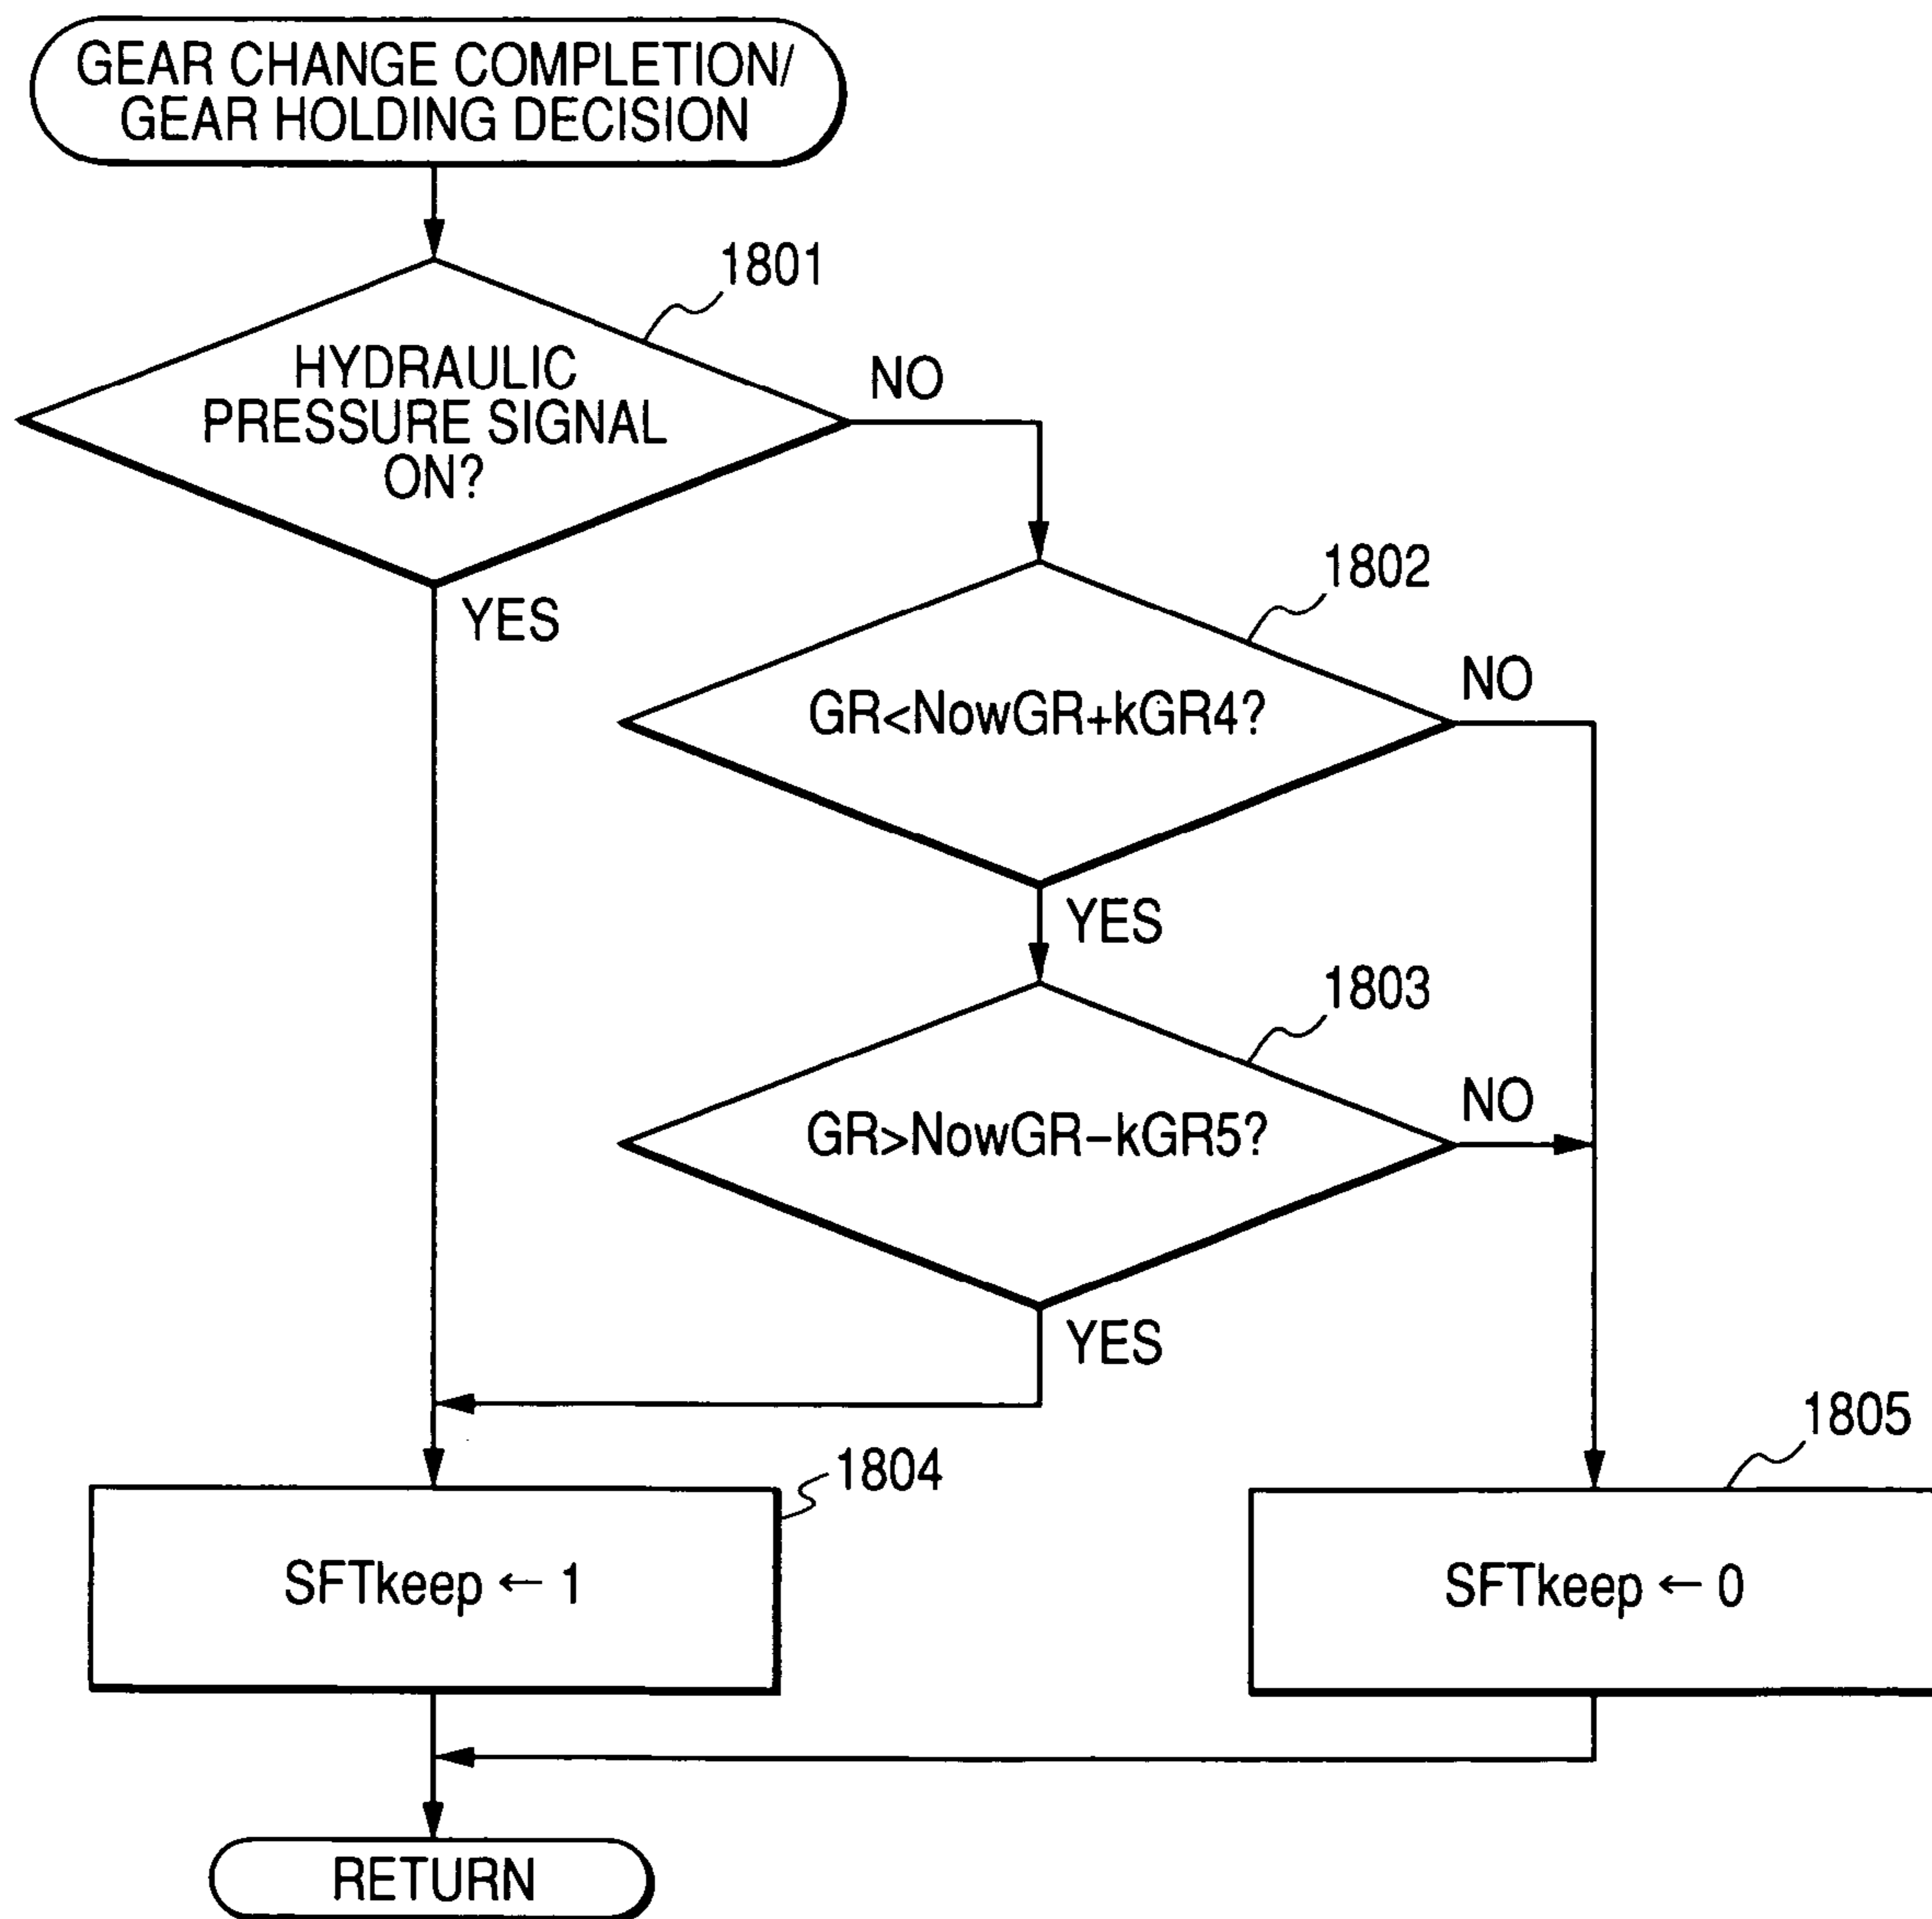 GEAR CHANGE COMPLETION/
GEAR HOLDING DECISION
1801
HYDRAULIC
PRESSURE SIGNAL
ON?
NO
YES
1802
GR<NowGR+kGR4?
NO
YES
1803
GR>NowGR−kGR5?
NO
YES
1804
SFTkeep ← 1
1805
SFTkeep ← 0
RETURN